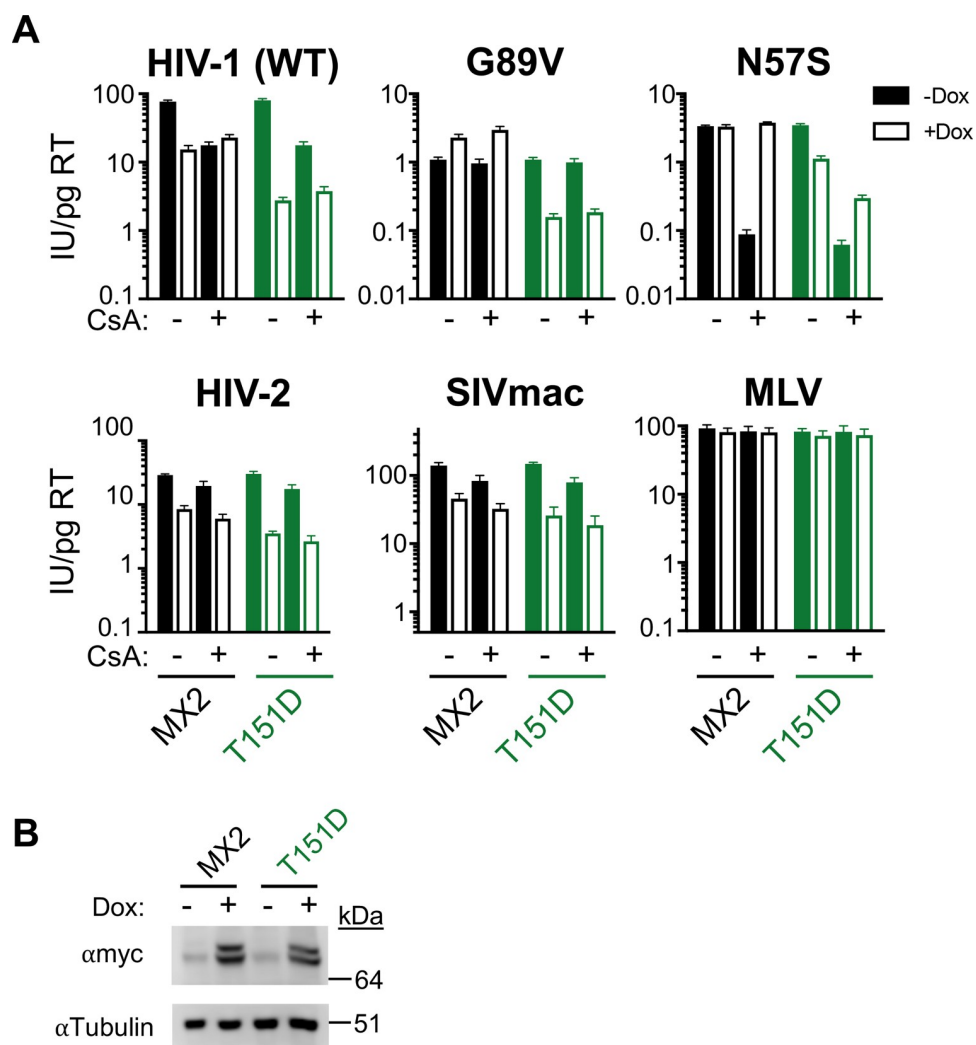 A
HIV-1 (WT)
G89V
N57S
-Dox
+Dox
IU/pg RT
100
10
1
0.1
10
1
0.1
0.01
10
1
0.1
0.01
CsA: - + - +
- + - +
- + - +
HIV-2
SIVmac
MLV
IU/pg RT
100
10
1
0.1
100
10
1
100
10
1
0.1
CsA: - + - +
- + - +
- + - +
MX2
T151D
MX2
T151D
MX2
T151D
B
MX2
T151D
Dox: - + - + kDa
αmyc
64
αTubulin
51